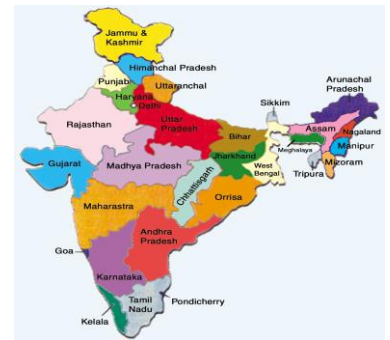 Jammu &
Kashmir
Himanchal Pradesh
Punjab
Uttaranchal
Haryana
Delhi
Arunachal
Pradesh
Sikkim
Rajasthan
Uttar
Pradesh
Bihar
Assam
Nagaland
Meghalaya
Manipur
Gujarat
Madhya Pradesh
Jharkhand
West
Bengal
Tripura
Mizoram
Chhattisgarh
Maharastra
Orrisa
Andhra
Pradesh
Goa
Karnataka
Tamil
Nadu
Pondicherry
Kelala